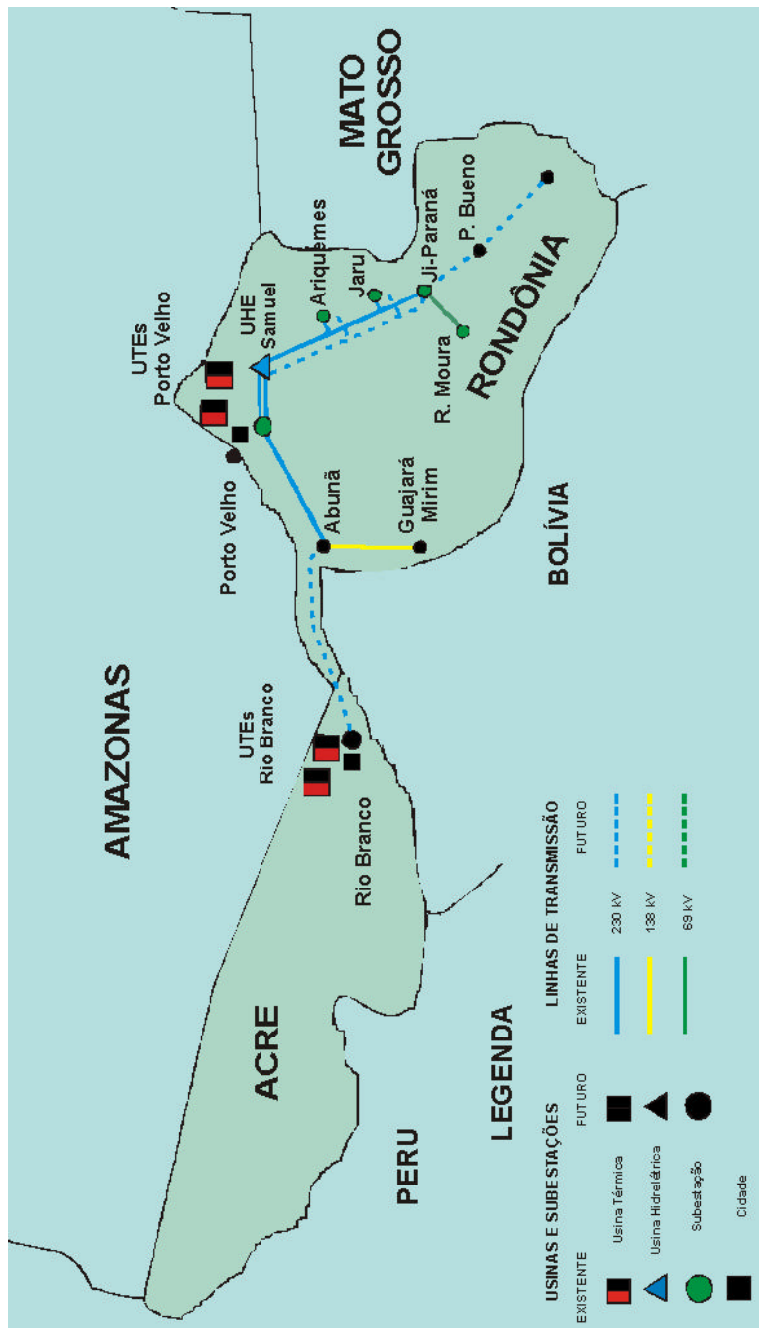 AMAZONAS
MATO
GROSSO
ACRE
RONDÔNIA
PERU
BOLÍVIA
UTEs
Rio Branco
Rio Branco
UTEs
Porto Velho
Porto Velho
UHE
Samuel
Ariquemes
Jaru
Ji-Paraná
P. Bueno
R. Moura
Abunã
Guajará
Mirim
LEGENDA
USINAS E SUBESTAÇÕES
EXISTENTE
FUTURO
Usina Térmica
Usina Hidrelétrica
Subestação
Cidade
LINHAS DE TRANSMISSÃO
EXISTENTE
FUTURO
230 kV
138 kV
69 kV